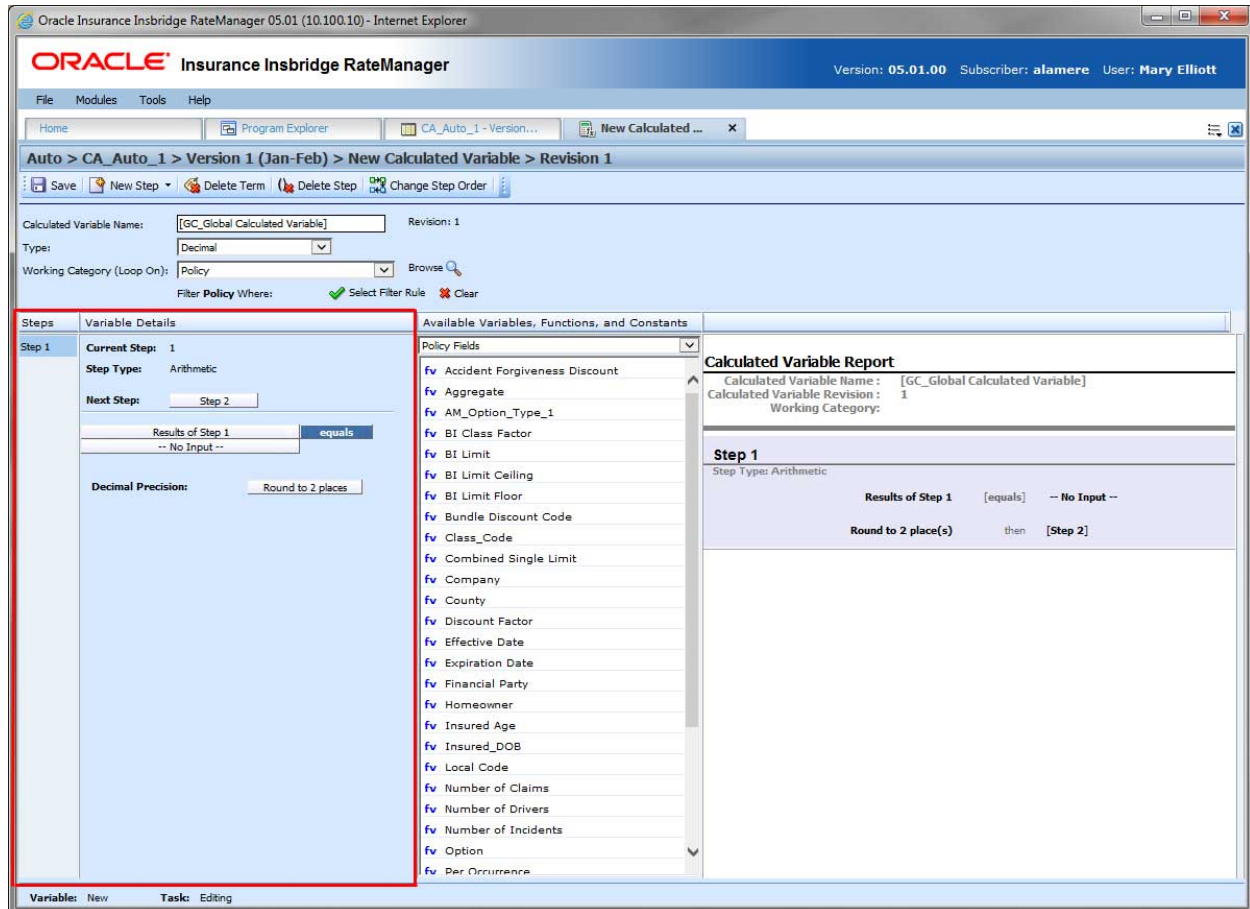 Oracle Insurance Insbridge RateManager 05.01 (10.100.10) - Internet Explorer
ORACLE Insurance Insbridge RateManager
Version: 05.01.00 Subscriber: alamere User: Mary Elliott
File Modules Tools Help
Home Program Explorer CA_Auto_1 - Version... New Calculated ...
Auto > CA_Auto_1 > Version 1 (Jan-Feb) > New Calculated Variable > Revision 1
Save New Step Delete Term Delete Step Change Step Order
Calculated Variable Name: [GC_Global Calculated Variable] Revision: 1
Type: Decimal
Working Category (Loop On): Policy Browse
Filter Policy Where: Select Filter Rule Clear
Steps
Step 1
Variable Details
Current Step: 1
Step Type: Arithmetic
Next Step: Step 2
Results of Step 1 equals
-- No Input --
Decimal Precision: Round to 2 places
Available Variables, Functions, and Constants
Policy Fields
fv Accident Forgiveness Discount
fv Aggregate
fv AM_Option_Type_1
fv BI Class Factor
fv BI Limit
fv BI Limit Ceiling
fv BI Limit Floor
fv Bundle Discount Code
fv Class_Code
fv Combined Single Limit
fv Company
fv County
fv Discount Factor
fv Effective Date
fv Expiration Date
fv Financial Party
fv Homeowner
fv Insured Age
fv Insured_DOB
fv Local Code
fv Number of Claims
fv Number of Drivers
fv Number of Incidents
fv Option
fv Per Occurrence
Calculated Variable Report
Calculated Variable Name : [GC_Global Calculated Variable]
Calculated Variable Revision : 1
Working Category:
Step 1
Step Type: Arithmetic
Results of Step 1 [equals] -- No Input --
Round to 2 place(s) then [Step 2]
Variable: New Task: Editing